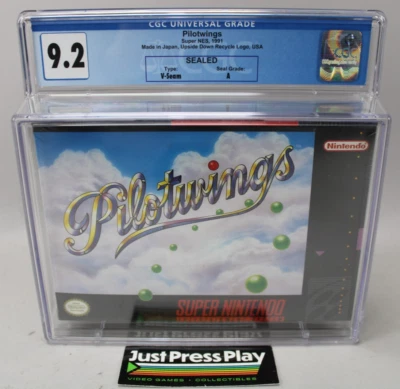 CGC UNIVERSAL GRADE
9.2
Pilotwings
Super NES, 1991
Made in Japan, Upside Down Recycle Logo, USA
SEALED
Type:
Seal Grade:
V-Seam
A
Nintendo
Pilotwings
SUPER NINTENDO
JUST PRESS PLAY
VIDEO GAMES • COLLECTIBLES